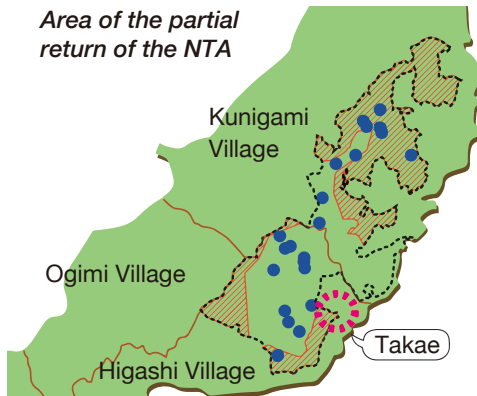 Area of the partial
return of the NTA
Kunigami
Village
Ogimi Village
Takae
Higashi Village